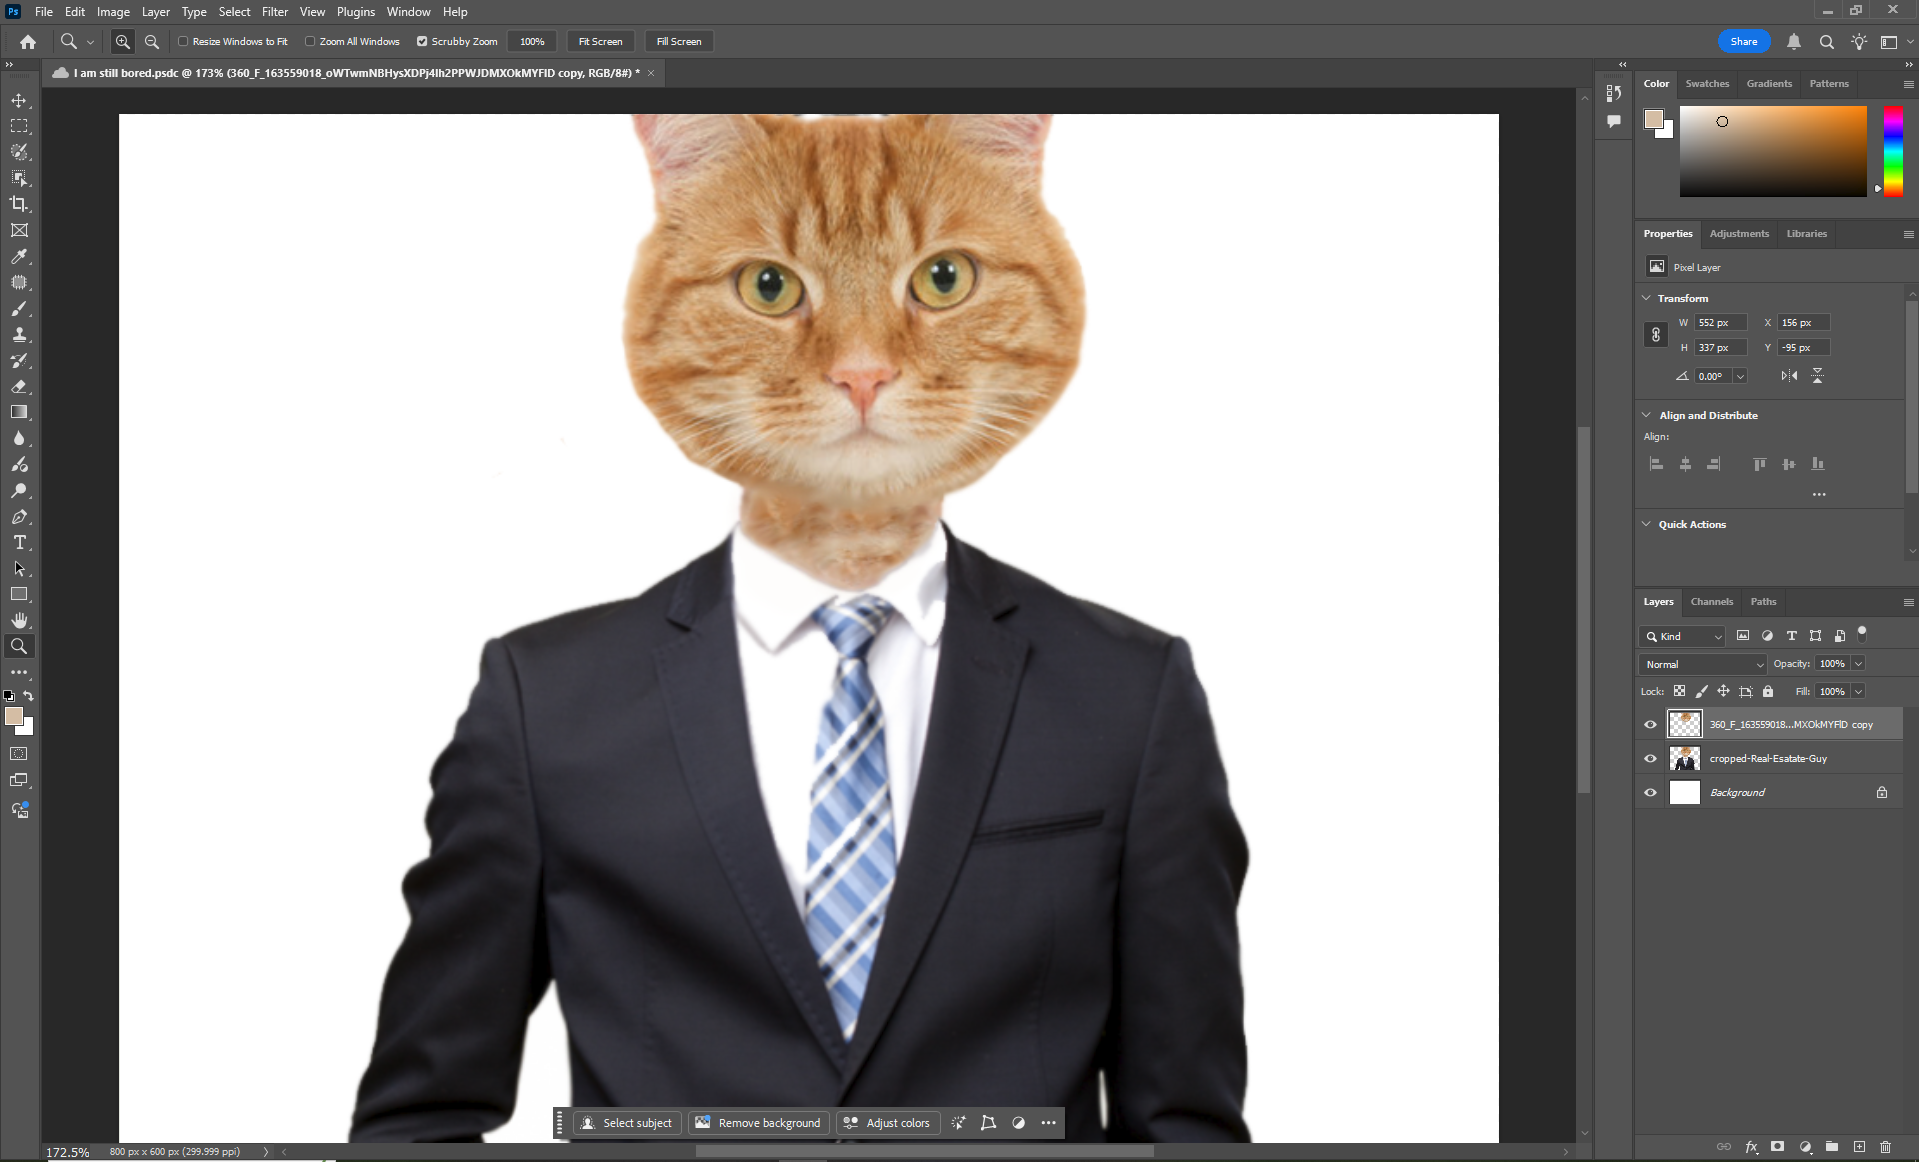 Ps File Edit Image Layer Type Select Filter View Plugins Window Help
Resize Windows to Fit Zoom All Windows Scrubby Zoom 100% Fit Screen Fill Screen Share
I am still bored.psdc @ 173% (360_F_163559018_oWTwmNBHysXDPj4lh2PPWJDMXOkMYFlD copy, RGB/8#) *
Color Swatches Gradients Patterns
Properties Adjustments Libraries
Pixel Layer
Transform
W 552 px X 156 px
H 337 px Y -95 px
0.00°
Align and Distribute
Align:
Quick Actions
Layers Channels Paths
Kind
Normal Opacity: 100%
Lock: Fill: 100%
360_F_163559018...MXOkMYFlD copy
cropped-Real-Esatate-Guy
Background
Select subject Remove background Adjust colors
172.5% 800 px x 600 px (299.999 ppi)